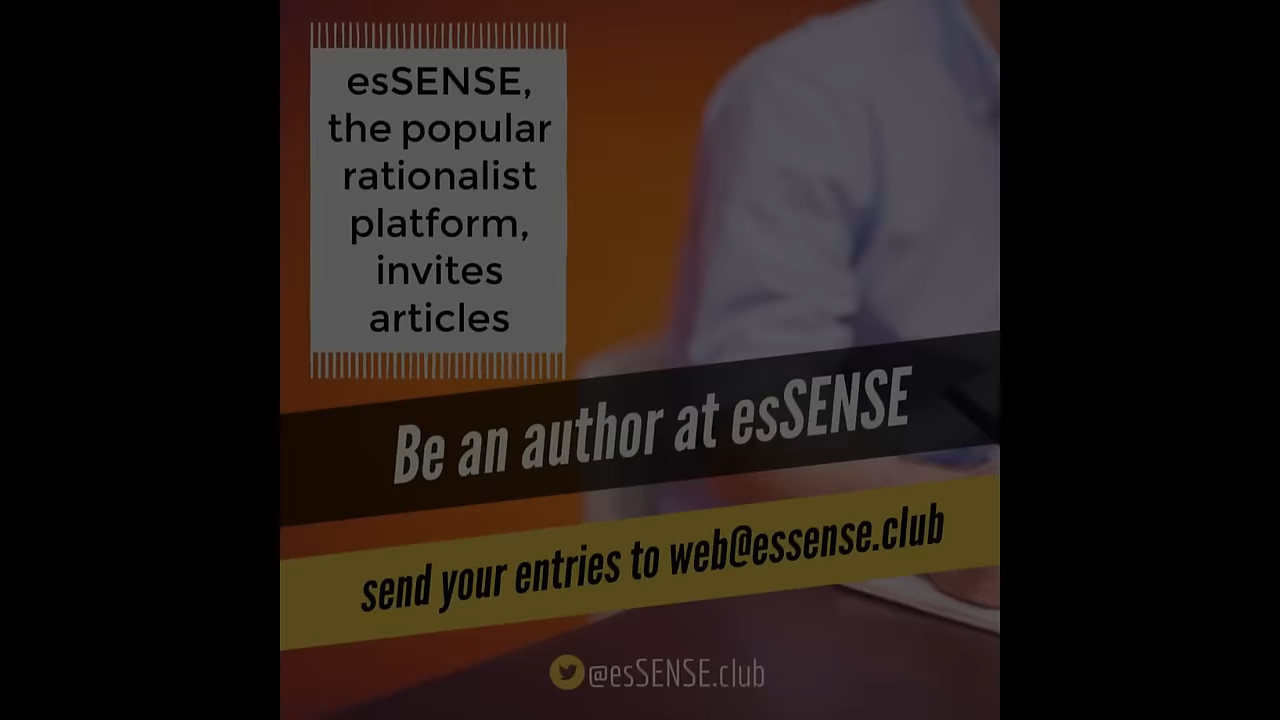 esSENSE,
the popular
rationalist
platform,
invites
articles
Be an author at esSENSE
send your entries to web@essense.club
@esSENSE.club